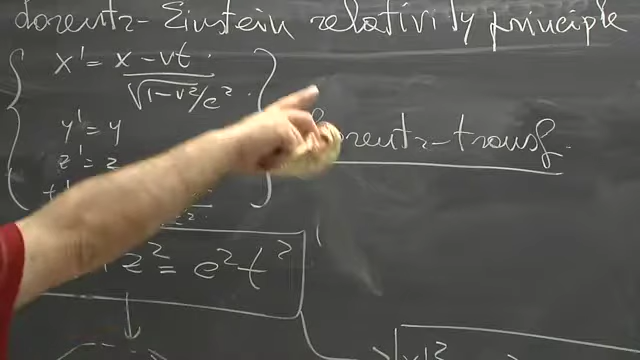 Lorentz-Einstein relativity principle
x' = x - vt
√1-v²/c²
Lorentz-transf.
y' = y
z' = z
z² = c²t²